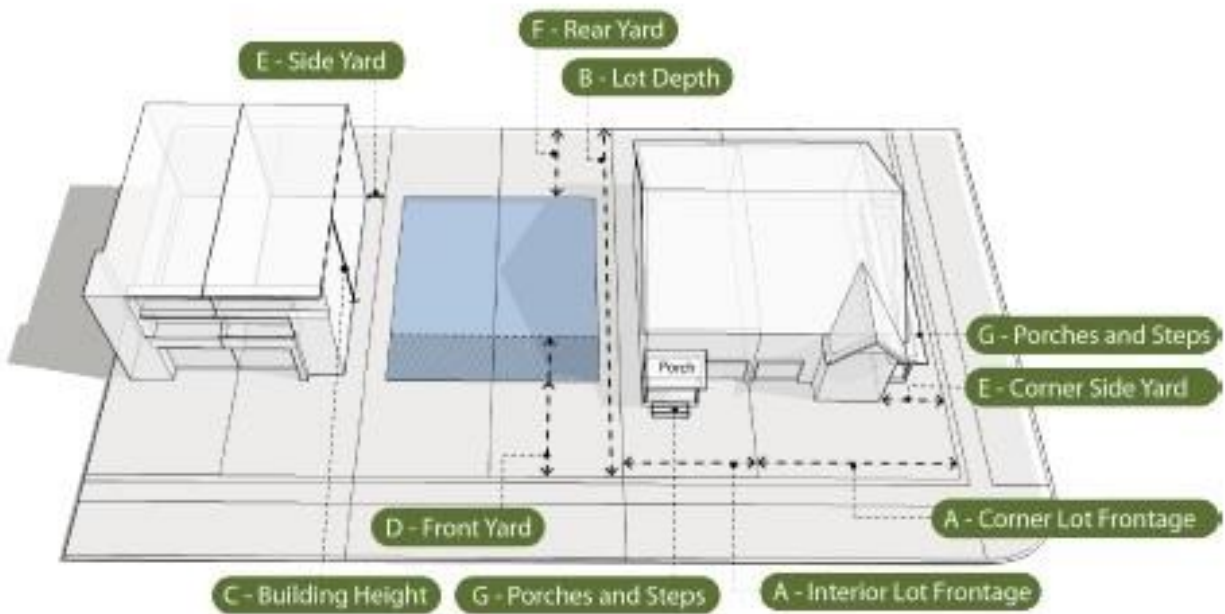 F - Rear Yard
E - Side Yard
B - Lot Depth
G - Porches and Steps
Porch
E - Corner Side Yard
A - Corner Lot Frontage
D - Front Yard
C - Building Height
G - Porches and Steps
A - Interior Lot Frontage